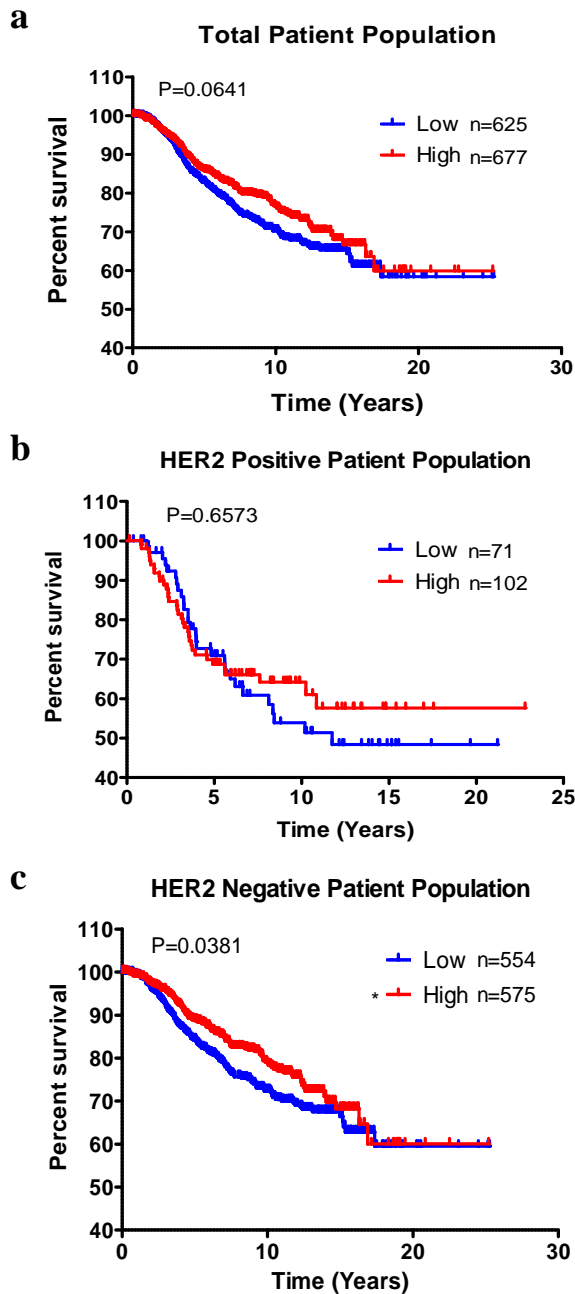 a
Total Patient Population
P=0.0641
Low n=625
High n=677
110
100
90
80
70
60
50
40
Percent survival
0 10 20 30
Time (Years)
b
HER2 Positive Patient Population
P=0.6573
Low n=71
High n=102
110
100
90
80
70
60
50
40
Percent survival
0 5 10 15 20 25
Time (Years)
c
HER2 Negative Patient Population
P=0.0381
Low n=554
* High n=575
110
100
90
80
70
60
50
40
Percent survival
0 10 20 30
Time (Years)